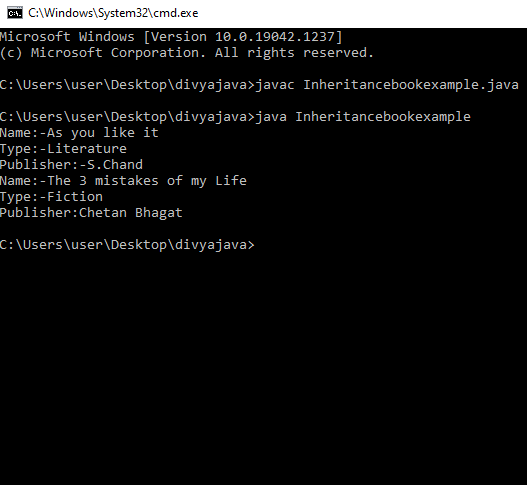 C:\Windows\System32\cmd.exe
Microsoft Windows [Version 10.0.19042.1237]
(c) Microsoft Corporation. All rights reserved.
C:\Users\user\Desktop\divyajava>javac Inheritancebookexample.java
C:\Users\user\Desktop\divyajava>java Inheritancebookexample
Name:-As you like it
Type:-Literature
Publisher:-S.Chand
Name:-The 3 mistakes of my Life
Type:-Fiction
Publisher:Chetan Bhagat
C:\Users\user\Desktop\divyajava>